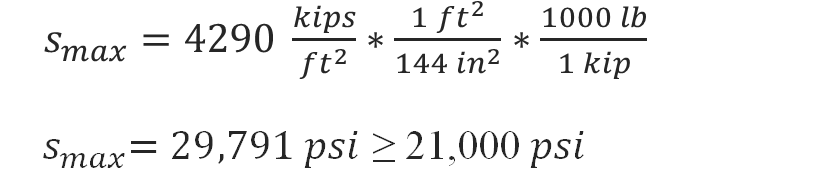 s_max = 4290 kips/ft² * 1 ft²/144 in² * 1000 lb/1 kip
s_max = 29,791 psi ≥ 21,000 psi